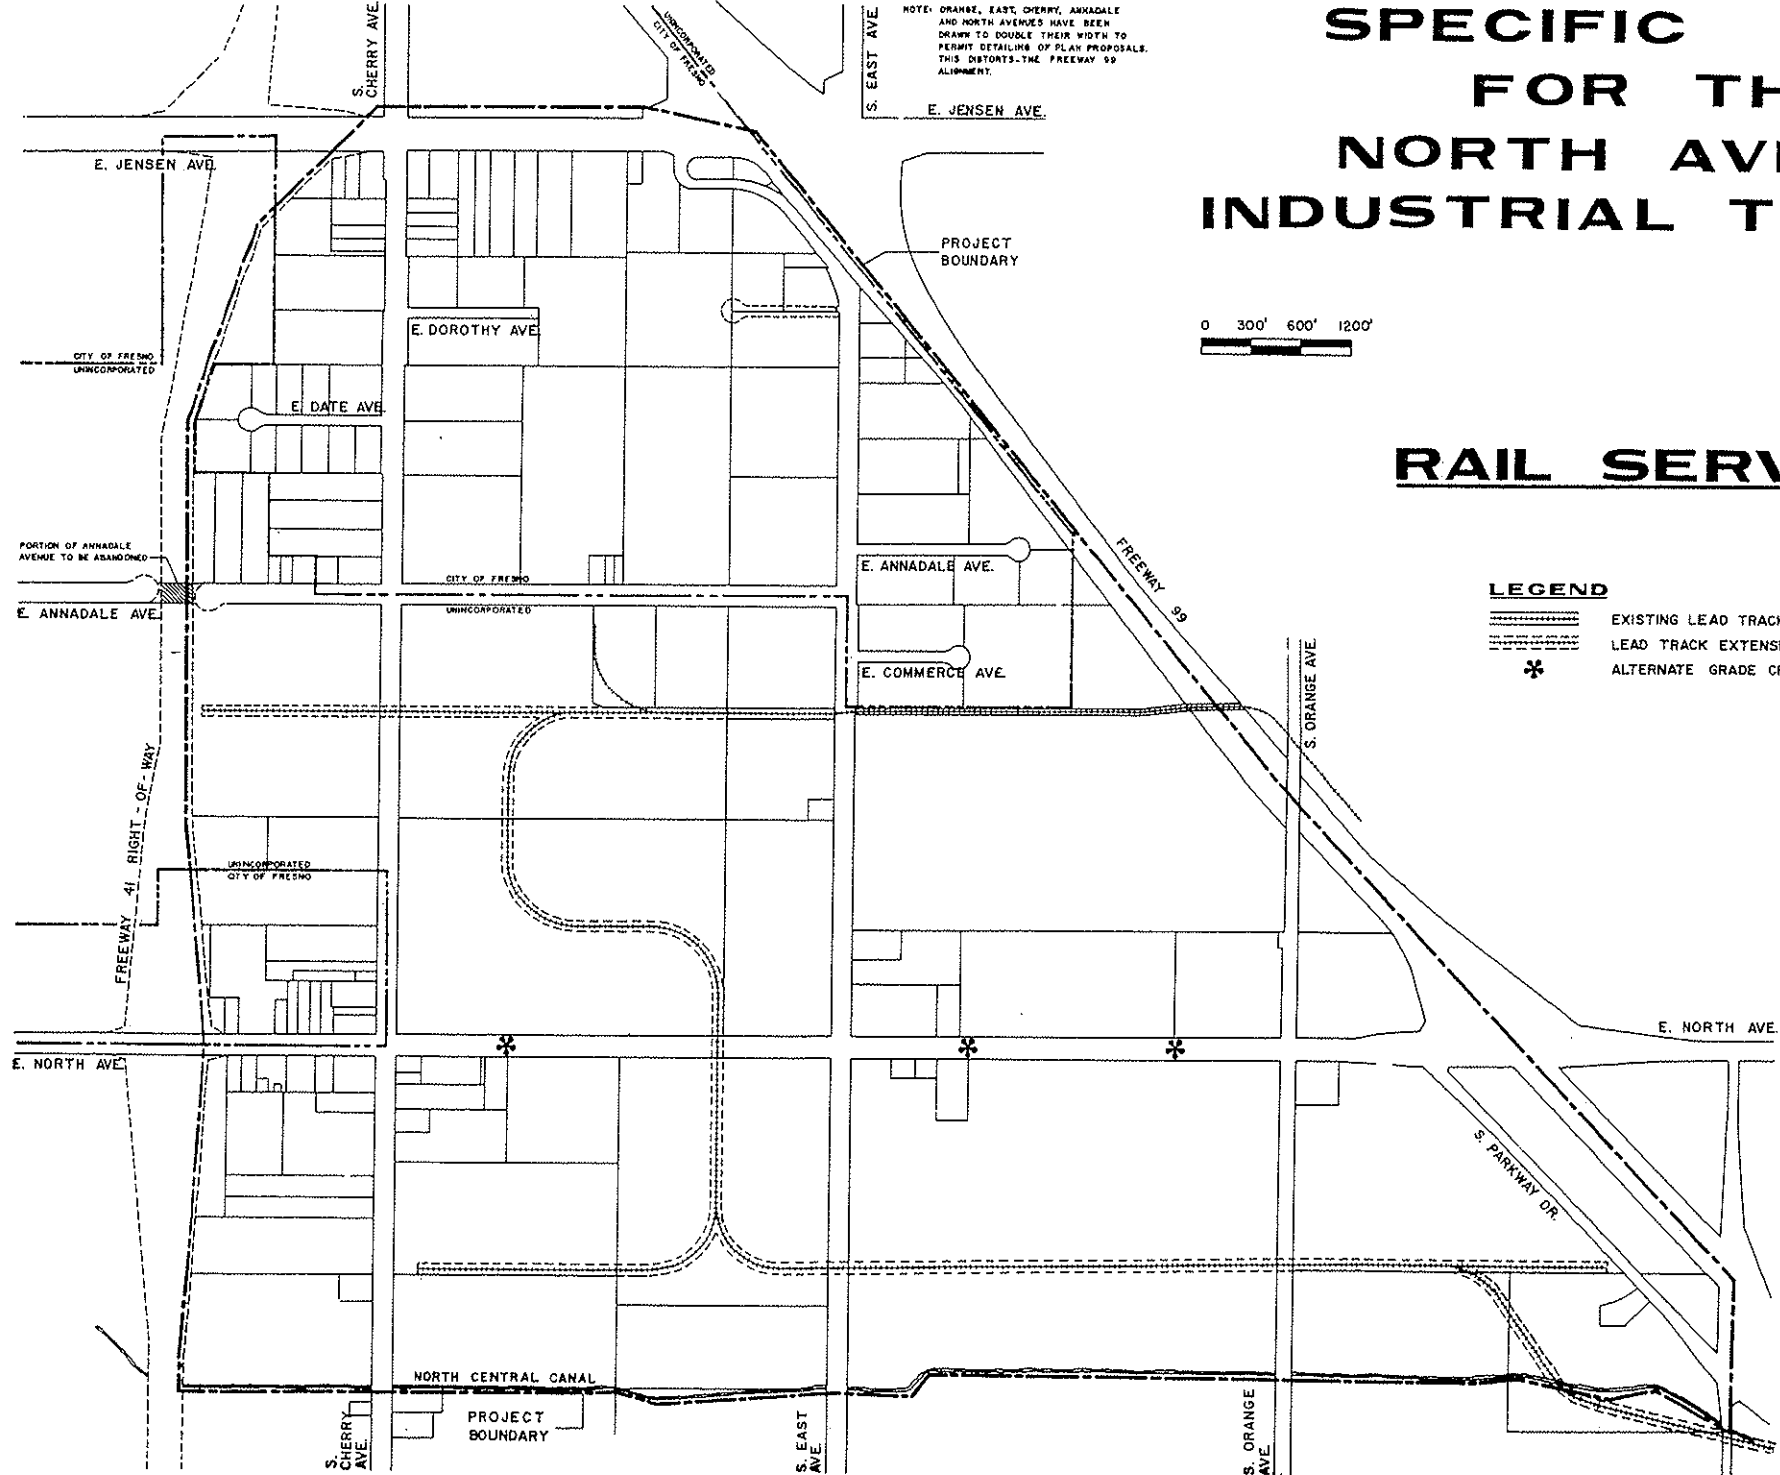 NOTE: ORANGE, EAST, CHERRY, ANNADALE
AND NORTH AVENUES HAVE BEEN
DRAWN TO DOUBLE THEIR WIDTH TO
PERMIT DETAILING OF PLAN PROPOSALS.
THIS DISTORTS THE FREEWAY 99
ALIGNMENT.
SPECIFIC
FOR TH
NORTH AV
INDUSTRIAL T
0 300' 600' 1200'
RAIL SERV
LEGEND
EXISTING LEAD TRACK
LEAD TRACK EXTENS
ALTERNATE GRADE C
S. CHERRY AVE.
UNINCORPORATED
CITY OF FRESNO
S. EAST AVE.
E. JENSEN AVE.
E. JENSEN AVE.
PROJECT
BOUNDARY
E. DOROTHY AVE.
CITY OF FRESNO
UNINCORPORATED
E. DATE AVE.
PORTION OF ANNADALE
AVENUE TO BE ABANDONED
E. ANNADALE AVE.
CITY OF FRESNO
UNINCORPORATED
E. ANNADALE AVE.
FREEWAY 99
E. COMMERCE AVE.
S. ORANGE AVE.
FREEWAY 41 RIGHT-OF-WAY
UNINCORPORATED
CITY OF FRESNO
E. NORTH AVE.
E. NORTH AVE.
S. PARKWAY DR.
NORTH CENTRAL CANAL
PROJECT
BOUNDARY
S.
CHERRY
AVE.
S. EAST
AVE.
S. ORANGE
AVE.